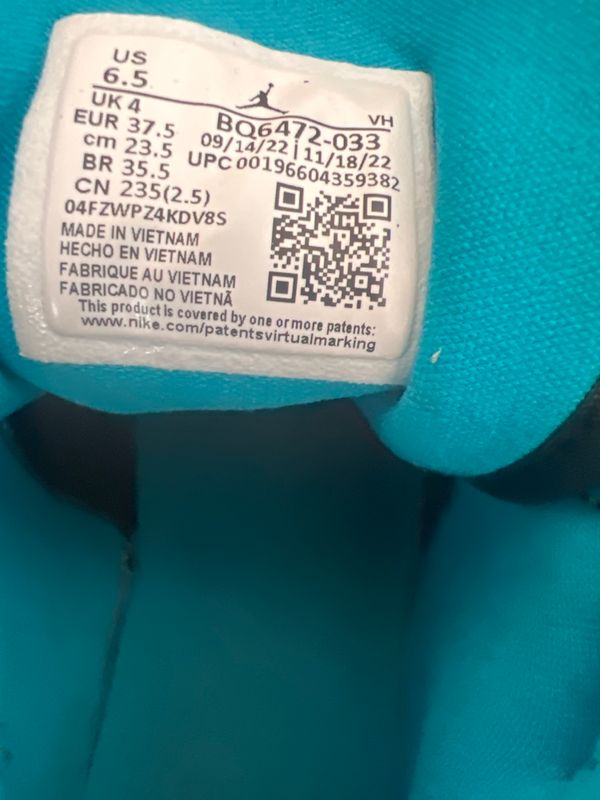 US
6.5
UK 4
EUR 37.5
cm 23.5
BR 35.5
CN 235(2.5)
04FZWPZ4KDV8S
VH
BQ6472-033
09/14/22 | 11/18/22
UPC 00196604359382
MADE IN VIETNAM
HECHO EN VIETNAM
FABRIQUE AU VIETNAM
FABRICADO NO VIETNÃ
This product is covered by one or more patents:
www.nike.com/patentsvirtualmarking